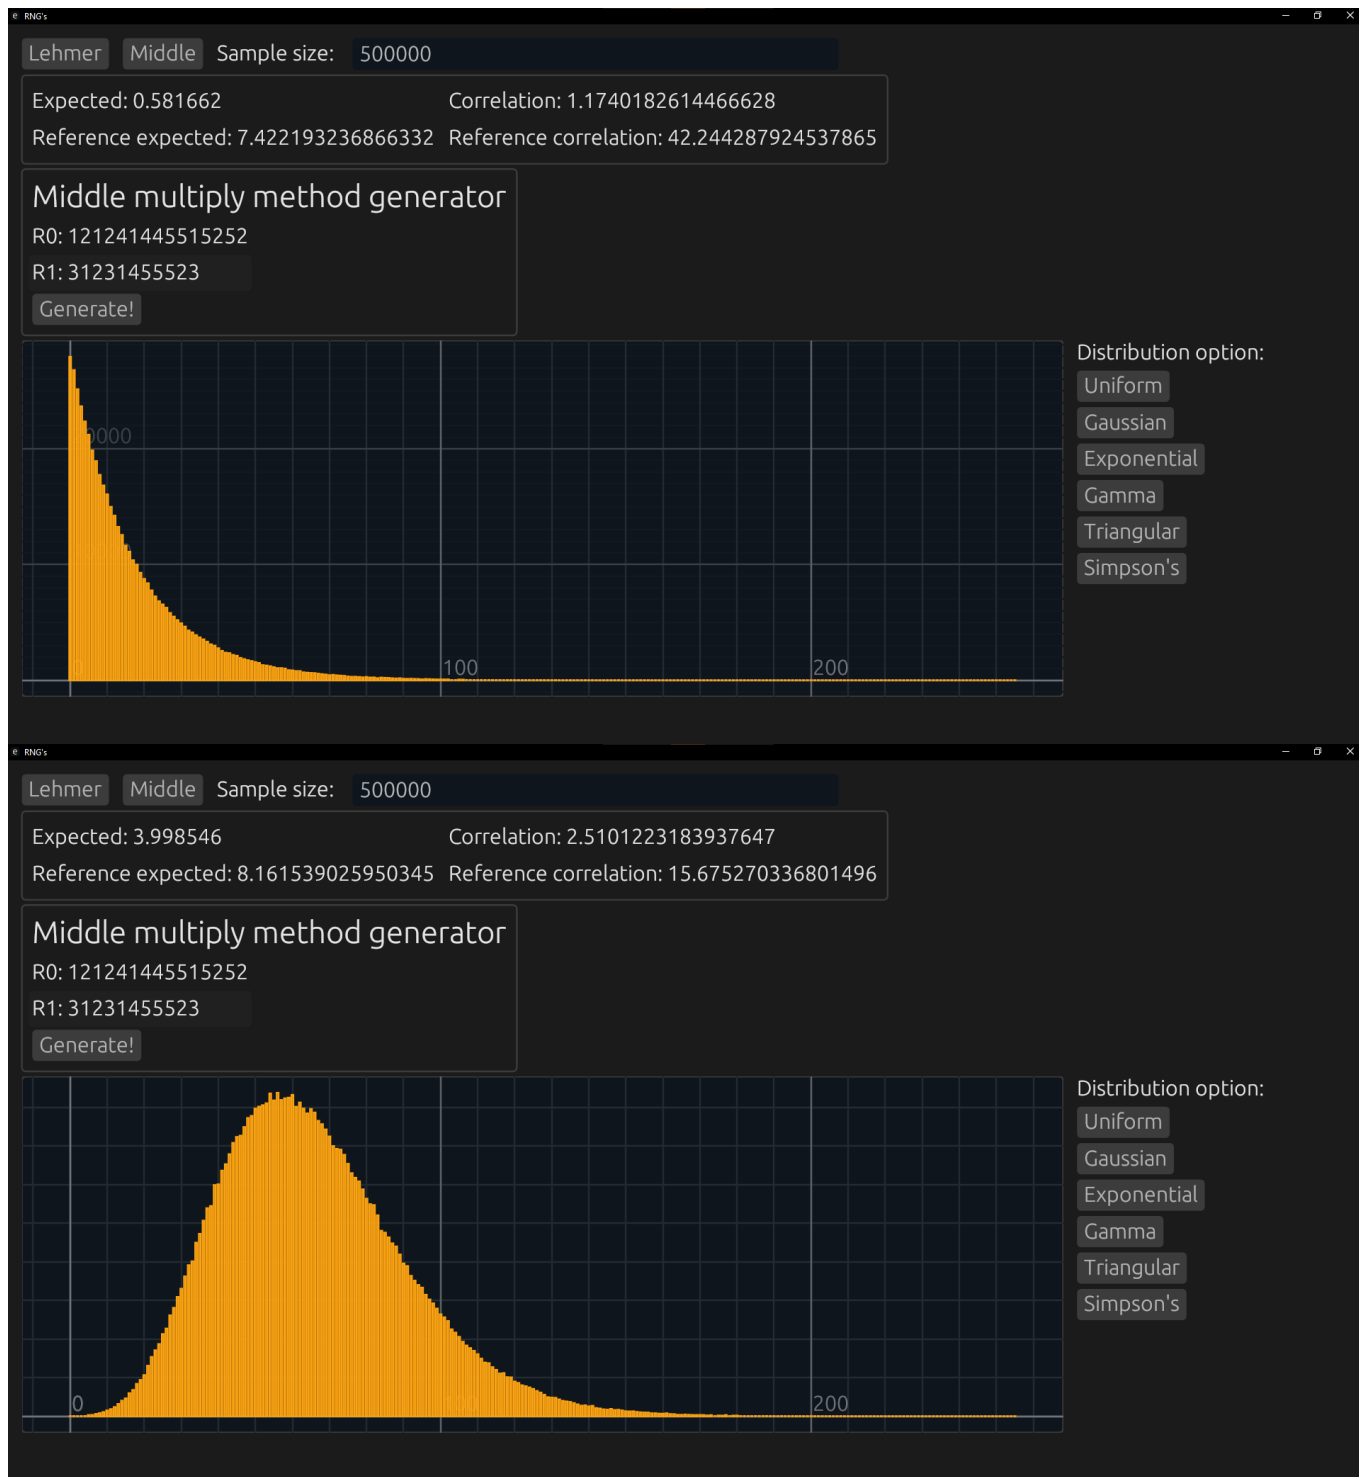 RNG's
Lehmer Middle Sample size: 500000
Expected: 0.581662 Correlation: 1.1740182614466628
Reference expected: 7.422193236866332 Reference correlation: 42.244287924537865
Middle multiply method generator
R0: 121241445515252
R1: 31231455523
Generate!
Distribution option:
Uniform
Gaussian
Exponential
Gamma
Triangular
Simpson's
0 100 200
RNG's
Lehmer Middle Sample size: 500000
Expected: 3.998546 Correlation: 2.5101223183937647
Reference expected: 8.161539025950345 Reference correlation: 15.675270336801496
Middle multiply method generator
R0: 121241445515252
R1: 31231455523
Generate!
Distribution option:
Uniform
Gaussian
Exponential
Gamma
Triangular
Simpson's
0 100 200